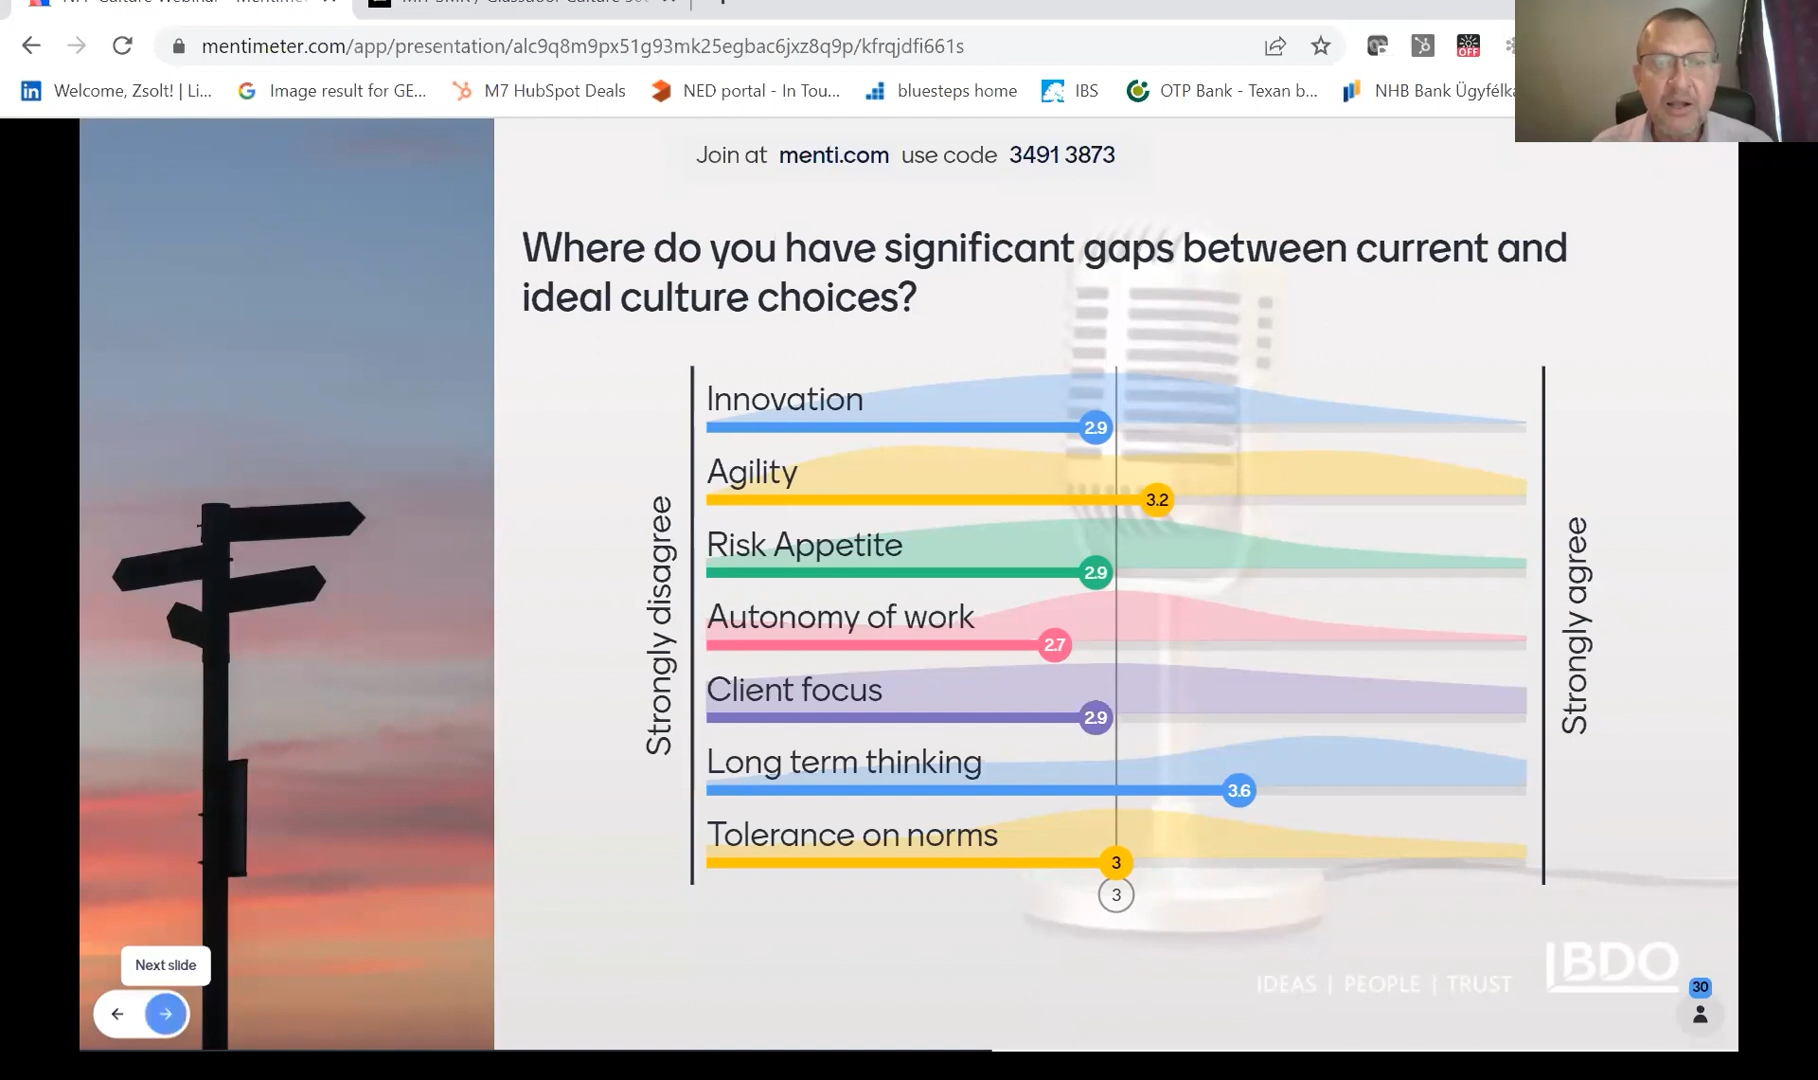 mentimeter.com/app/presentation/alc9q8m9px51g93mk25egbac6jxz8q9p/kfrqjdfi661s
OFF
Welcome, Zsolt! | Li...
Image result for GE...
M7 HubSpot Deals
NED portal - In Tou...
bluesteps home
IBS
OTP Bank - Texan b...
NHB Bank Ügyfélka
Join at menti.com use code 3491 3873
Where do you have significant gaps between current and
ideal culture choices?
Strongly disagree
Innovation
2.9
Agility
3.2
Risk Appetite
2.9
Autonomy of work
2.7
Client focus
2.9
Long term thinking
3.6
Tolerance on norms
3
3
Strongly agree
Next slide
IDEAS | PEOPLE | TRUST
BDO
30